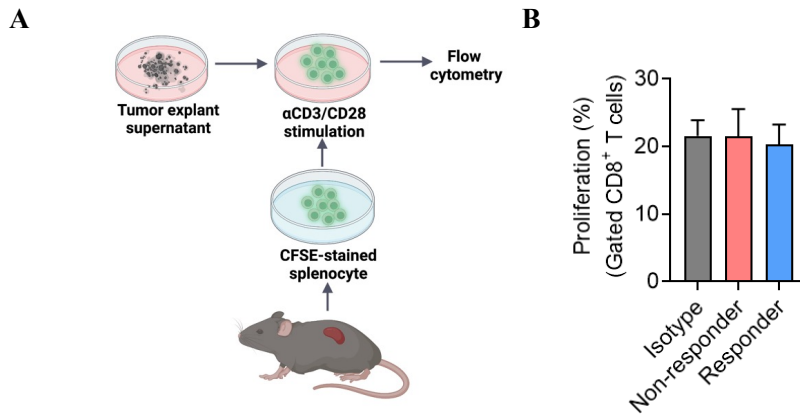 A
Tumor explant
supernatant
αCD3/CD28
stimulation
Flow
cytometry
CFSE-stained
splenocyte
B
Proliferation (%)
(Gated CD8⁺ T cells)
30
20
10
0
Isotype
Non-responder
Responder